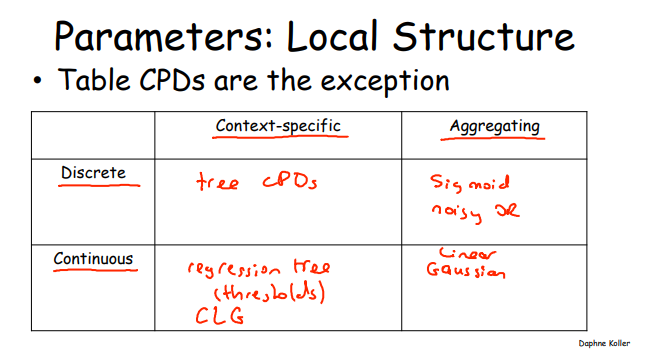 Parameters: Local Structure
• Table CPDs are the exception
Context-specific Aggregating
Discrete
tree CPDs
Sigmoid
noisy OR
Continuous
regression tree
(thresholds)
CLG
Linear
Gaussian
Daphne Koller